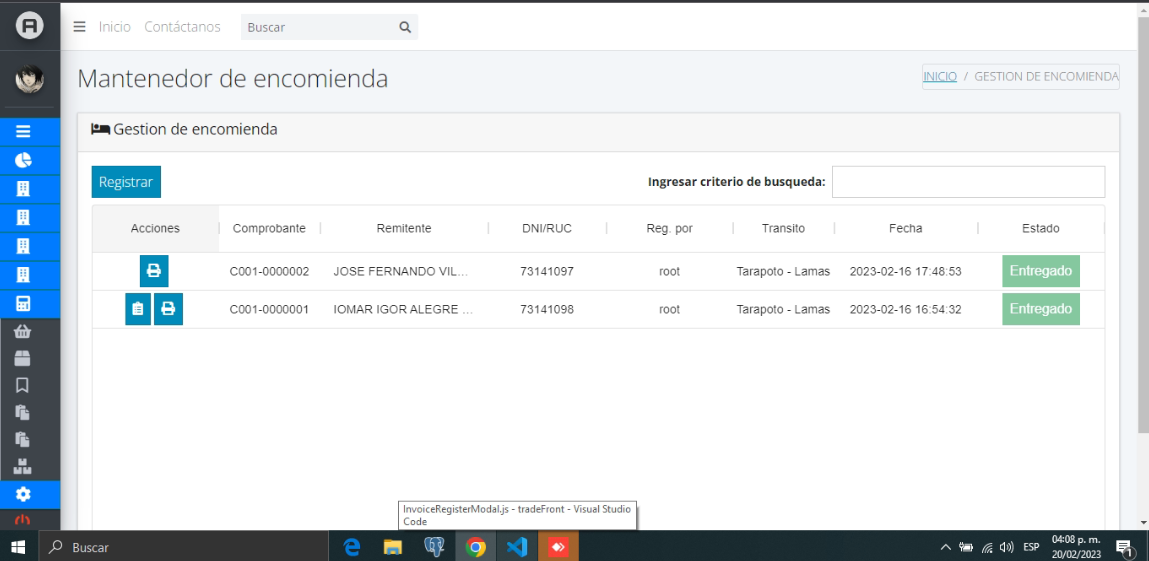 Inicio Contáctanos Buscar
Mantenedor de encomienda
INICIO / GESTION DE ENCOMIENDA
Gestion de encomienda
Registrar
Ingresar criterio de busqueda:
Acciones Comprobante Remitente DNI/RUC Reg. por Transito Fecha Estado
C001-0000002 JOSE FERNANDO VIL... 73141097 root Tarapoto - Lamas 2023-02-16 17:48:53 Entregado
C001-0000001 IOMAR IGOR ALEGRE ... 73141098 root Tarapoto - Lamas 2023-02-16 16:54:32 Entregado
InvoiceRegisterModal.js - tradeFront - Visual Studio
Code
Buscar
ESP
04:08 p. m.
20/02/2023
1